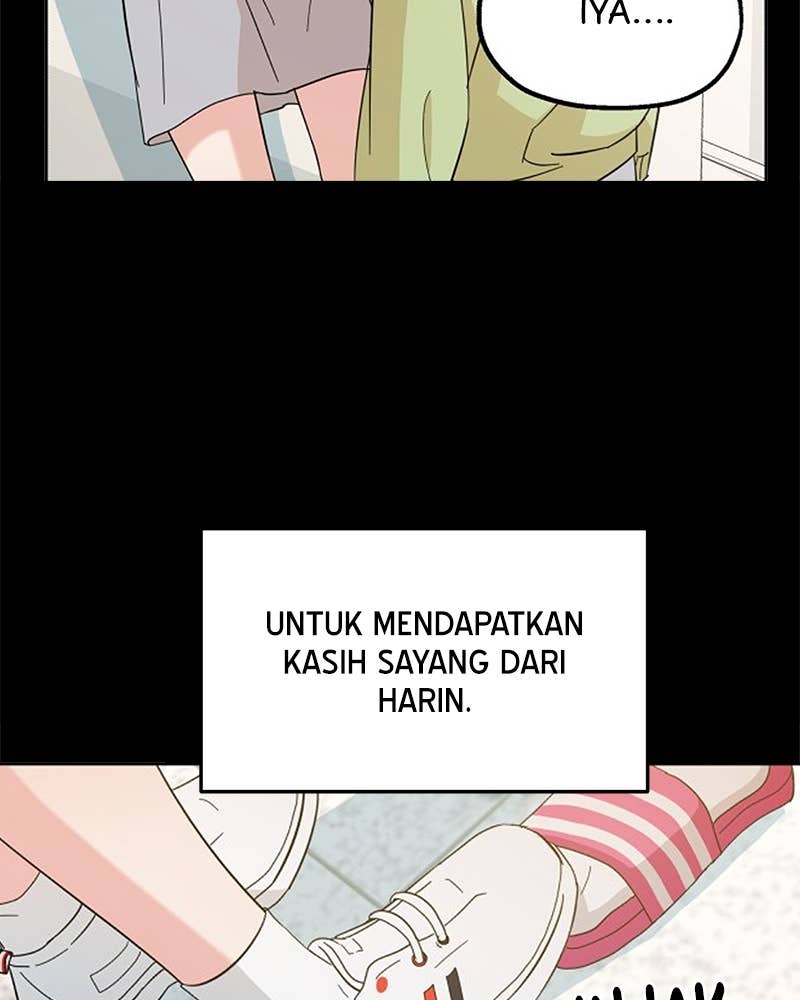 IYA....
UNTUK MENDAPATKAN
KASIH SAYANG DARI
HARIN.